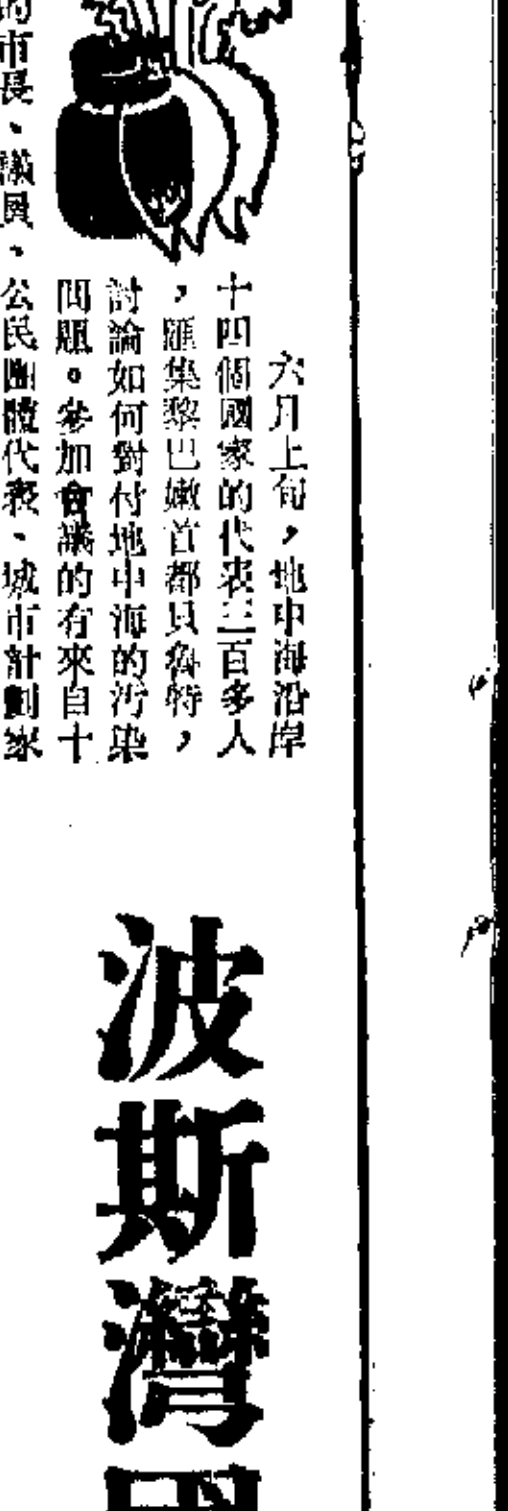 六月上旬，地中海沿岸
十四個國家的代表三百多人
，匯集黎巴嫩首都貝魯特，
討論如何對付地中海的污染
問題。參加會議的有來自十
的市長、議員、公民團體代表、城市計劃家
波斯灣